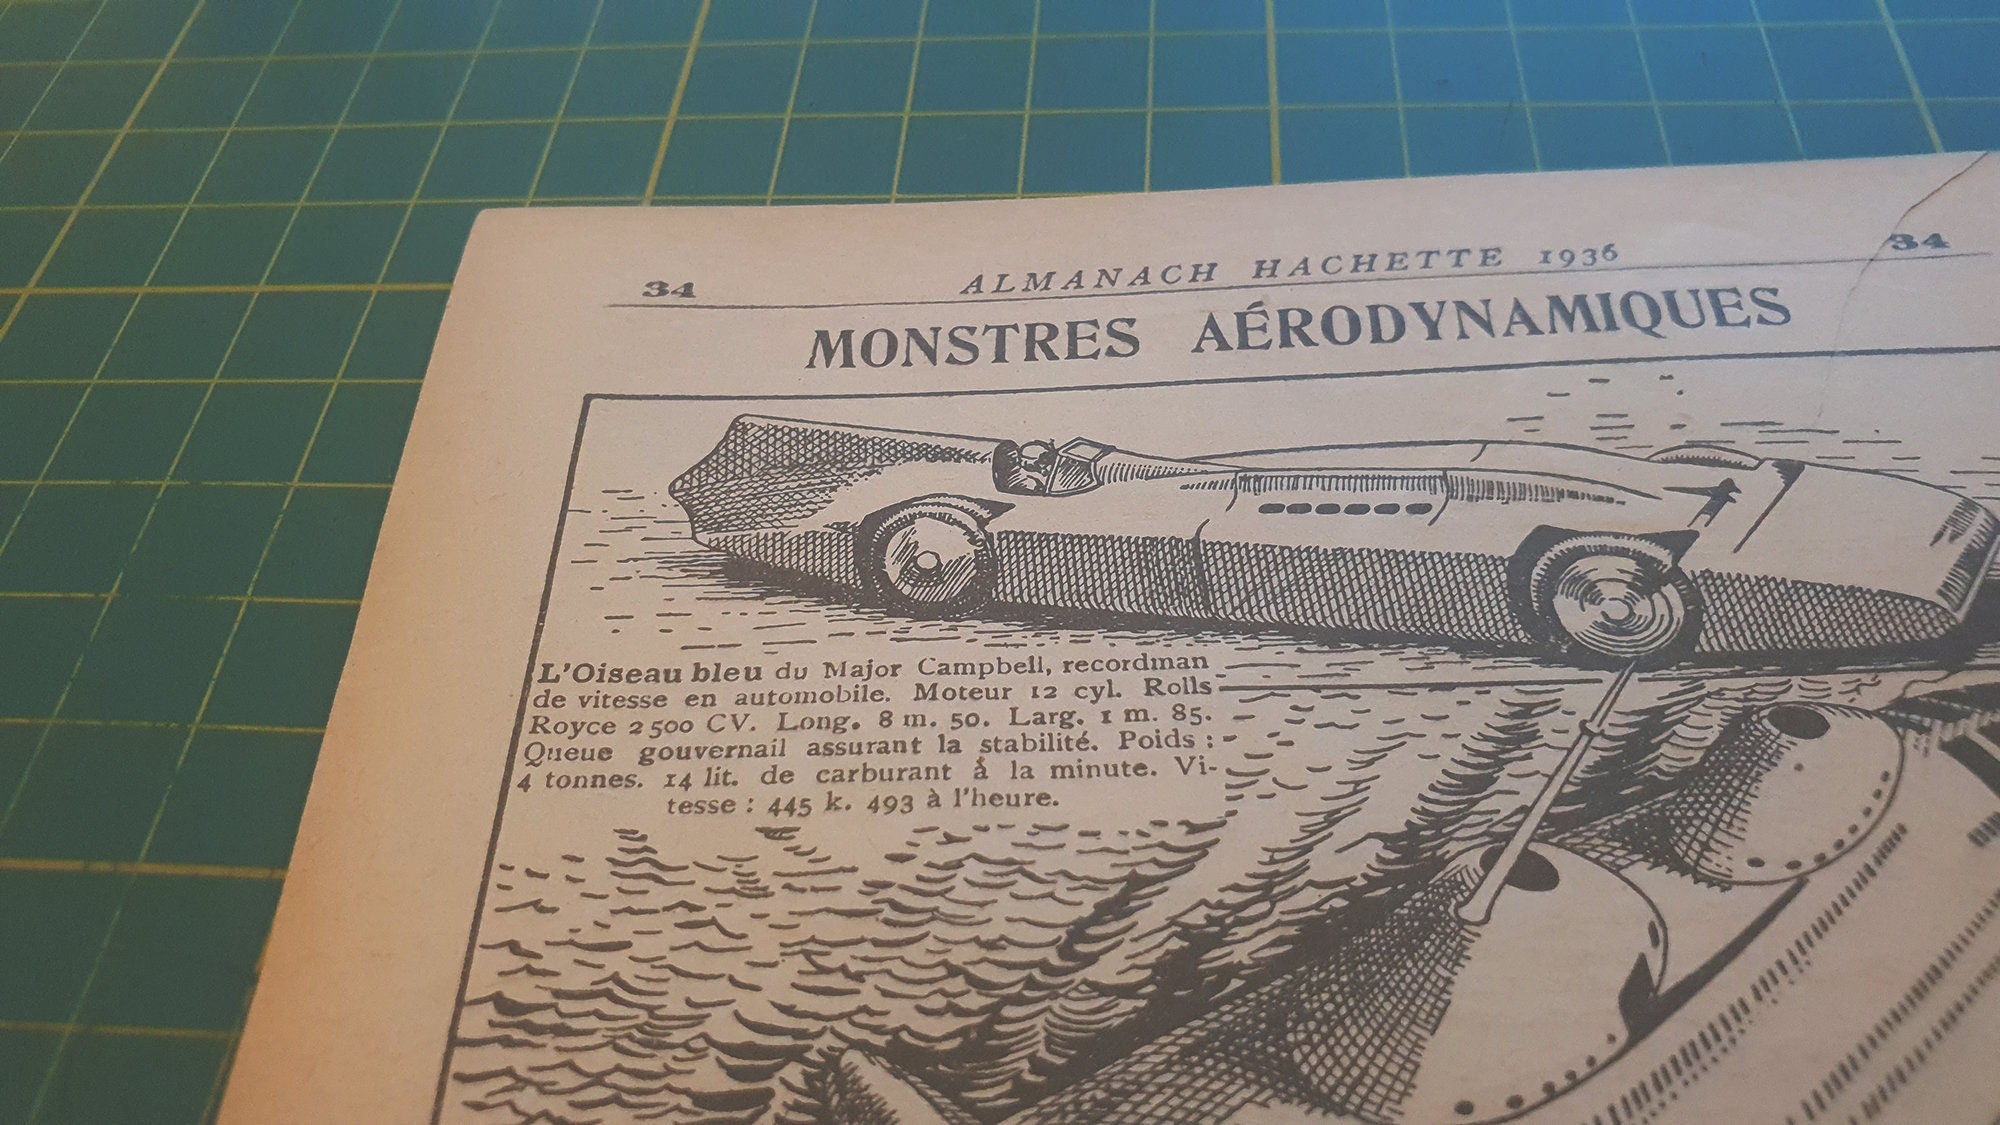 34 ALMANACH HACHETTE 1936 34
MONSTRES AÉRODYNAMIQUES
L'Oiseau bleu du Major Campbell, recordman
de vitesse en automobile. Moteur 12 cyl. Rolls
Royce 2 500 CV. Long. 8 m. 50. Larg. 1 m. 85.
Queue gouvernail assurant la stabilité. Poids :
4 tonnes. 14 lit. de carburant à la minute. Vi-
tesse : 445 k. 493 à l'heure.